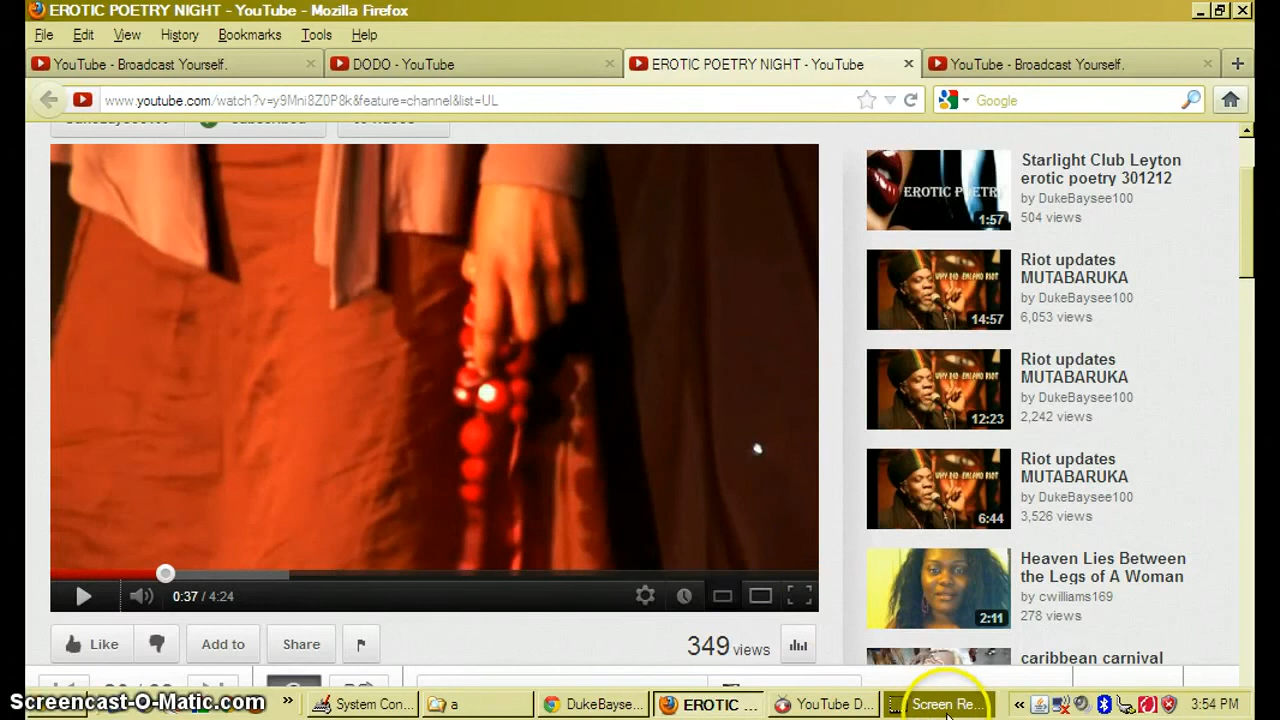 EROTIC POETRY NIGHT - YouTube - Mozilla Firefox
File Edit View History Bookmarks Tools Help
YouTube - Broadcast Yourself.
DODO - YouTube
EROTIC POETRY NIGHT - YouTube
YouTube - Broadcast Yourself.
www.youtube.com/watch?v=y9Mni8Z0P8k&feature=channel&list=UL
Google
Starlight Club Leyton
erotic poetry 301212
by DukeBaysee100
504 views
EROTIC POETRY
1:57
Riot updates
MUTABARUKA
by DukeBaysee100
6,053 views
14:57
Riot updates
MUTABARUKA
by DukeBaysee100
2,242 views
12:23
Riot updates
MUTABARUKA
by DukeBaysee100
3,526 views
6:44
Heaven Lies Between
the Legs of A Woman
by cwilliams169
278 views
2:11
caribbean carnival
0:37 / 4:24
Like
Add to
Share
349 views
Screencast-O-Matic.com
»
System Con...
a
DukeBayse...
EROTIC ...
YouTube D...
Screen Re...
«
3:54 PM